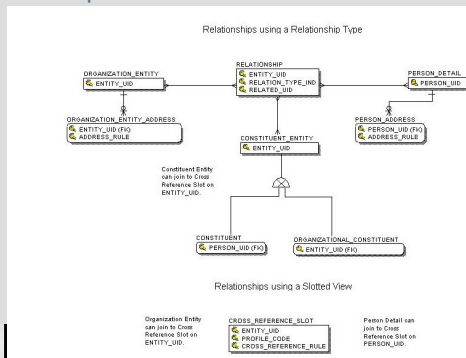 Relationships using a Relationship Type
RELATIONSHIP
ENTITY_UID
RELATION_TYPE_IND
RELATED_UID
ORGANIZATION_ENTITY
ENTITY_UID
PERSON_DETAIL
PERSON_UID
ORGANIZATION_ENTITY_ADDRESS
ENTITY_UID (FK)
ADDRESS_RULE
PERSON_ADDRESS
PERSON_UID (FK)
ADDRESS_RULE
CONSTITUENT_ENTITY
ENTITY_UID
Constituent Entity
can join to Cross
Reference Slot on
ENTITY_UID.
CONSTITUENT
PERSON_UID (FK)
ORGANIZATIONAL_CONSTITUENT
ENTITY_UID (FK)
Relationships using a Slotted View
Organization Entity
can join to Cross
Reference Slot on
ENTITY_UID.
CROSS_REFERENCE_SLOT
ENTITY_UID
PROFILE_CODE
CROSS_REFERENCE_RULE
Person Detail can
join to Cross
Reference Slot on
PERSON_UID.